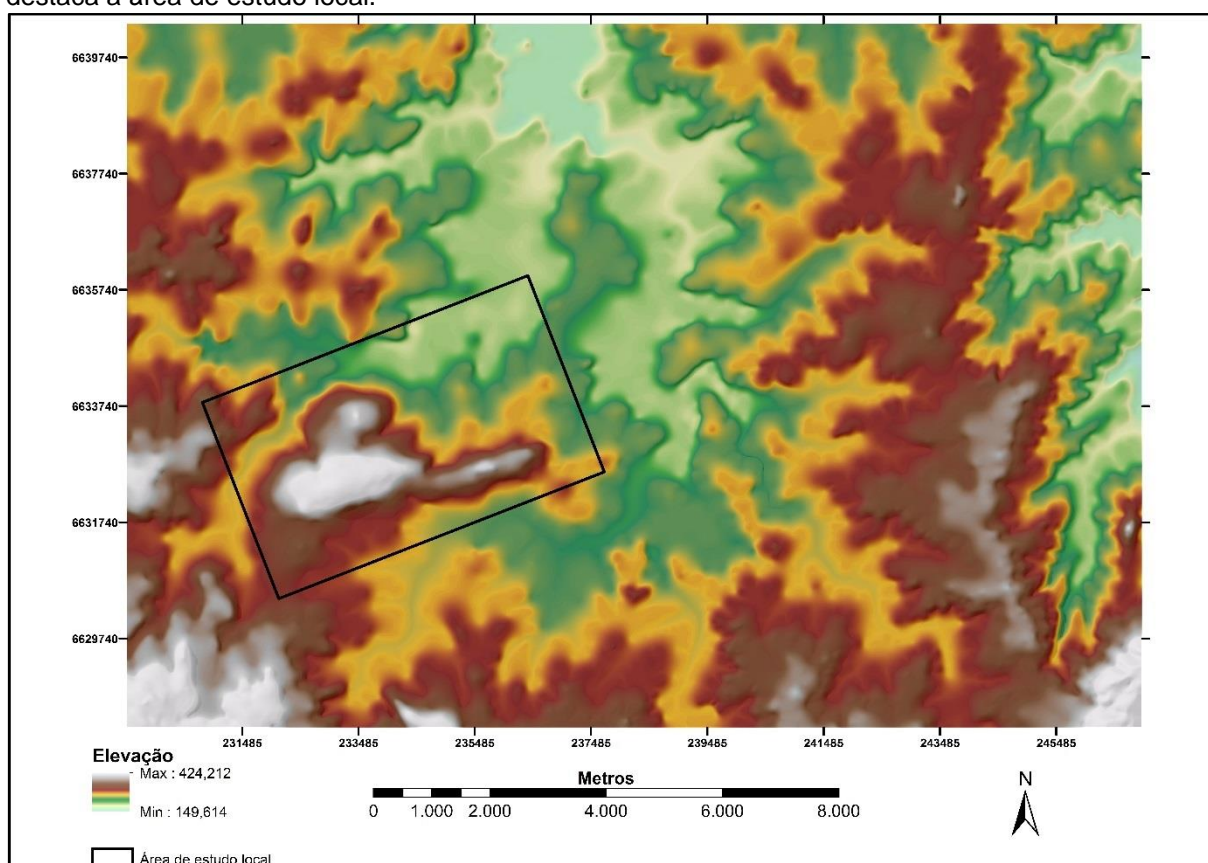 destaca a área de estudo local.
6639740
6637740
6635740
6633740
6631740
6629740
231485 233485 235485 237485 239485 241485 243485 245485
Elevação
Max : 424,212
Min : 149,614
Área de estudo local
Metros
0 1.000 2.000 4.000 6.000 8.000
N